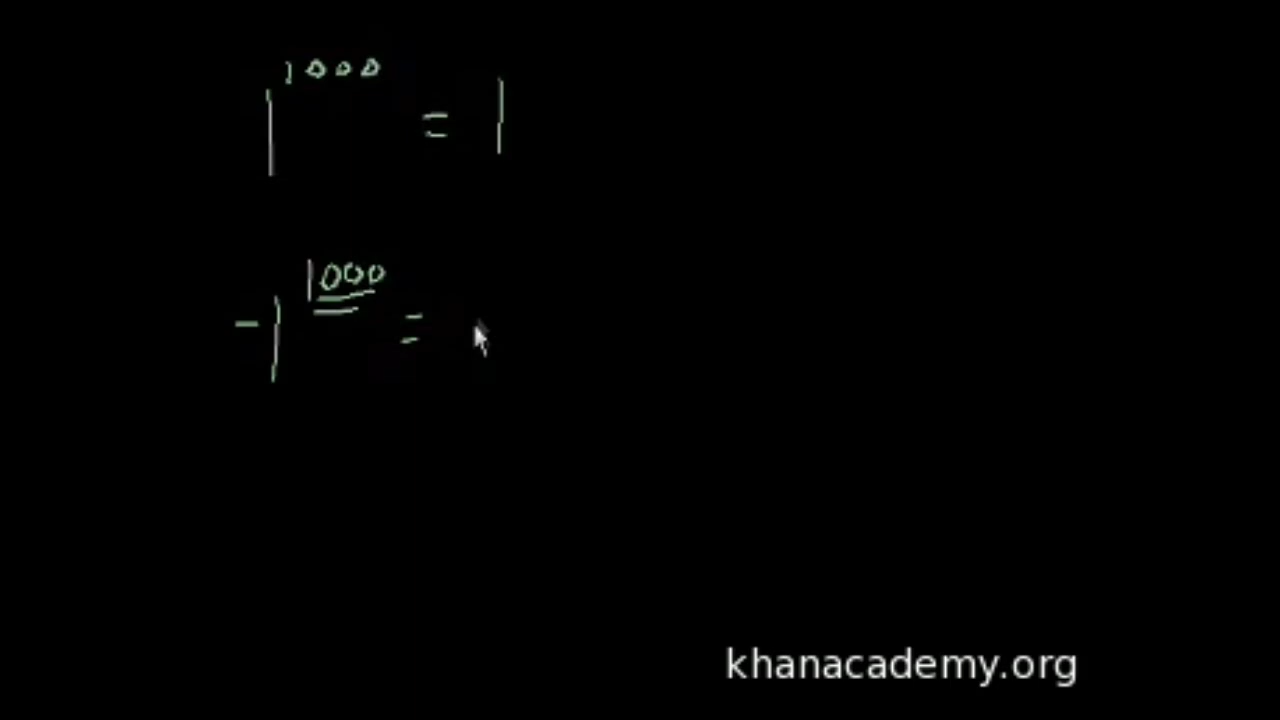 1^1000 = 1
-1^1000 =
khanacademy.org